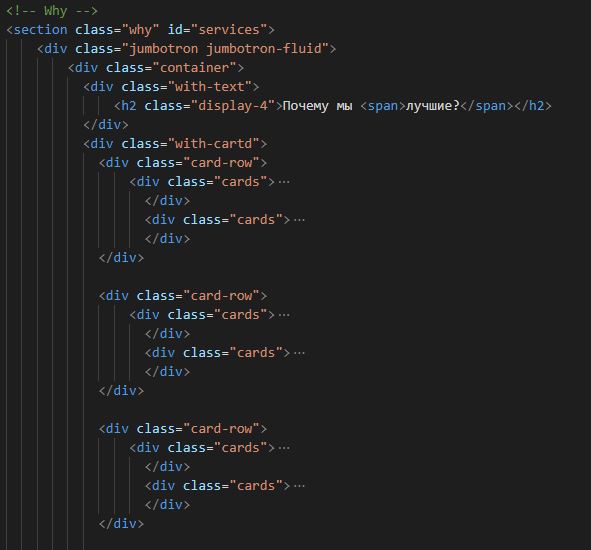 <!-- Why -->
<section class="why" id="services">
<div class="jumbotron jumbotron-fluid">
<div class="container">
<div class="with-text">
<h2 class="display-4">Почему мы <span>лучшие?</span></h2>
</div>
<div class="with-cartd">
<div class="card-row">
<div class="cards">…
</div>
<div class="cards">…
</div>
</div>
<div class="card-row">
<div class="cards">…
</div>
<div class="cards">…
</div>
</div>
<div class="card-row">
<div class="cards">…
</div>
<div class="cards">…
</div>
</div>